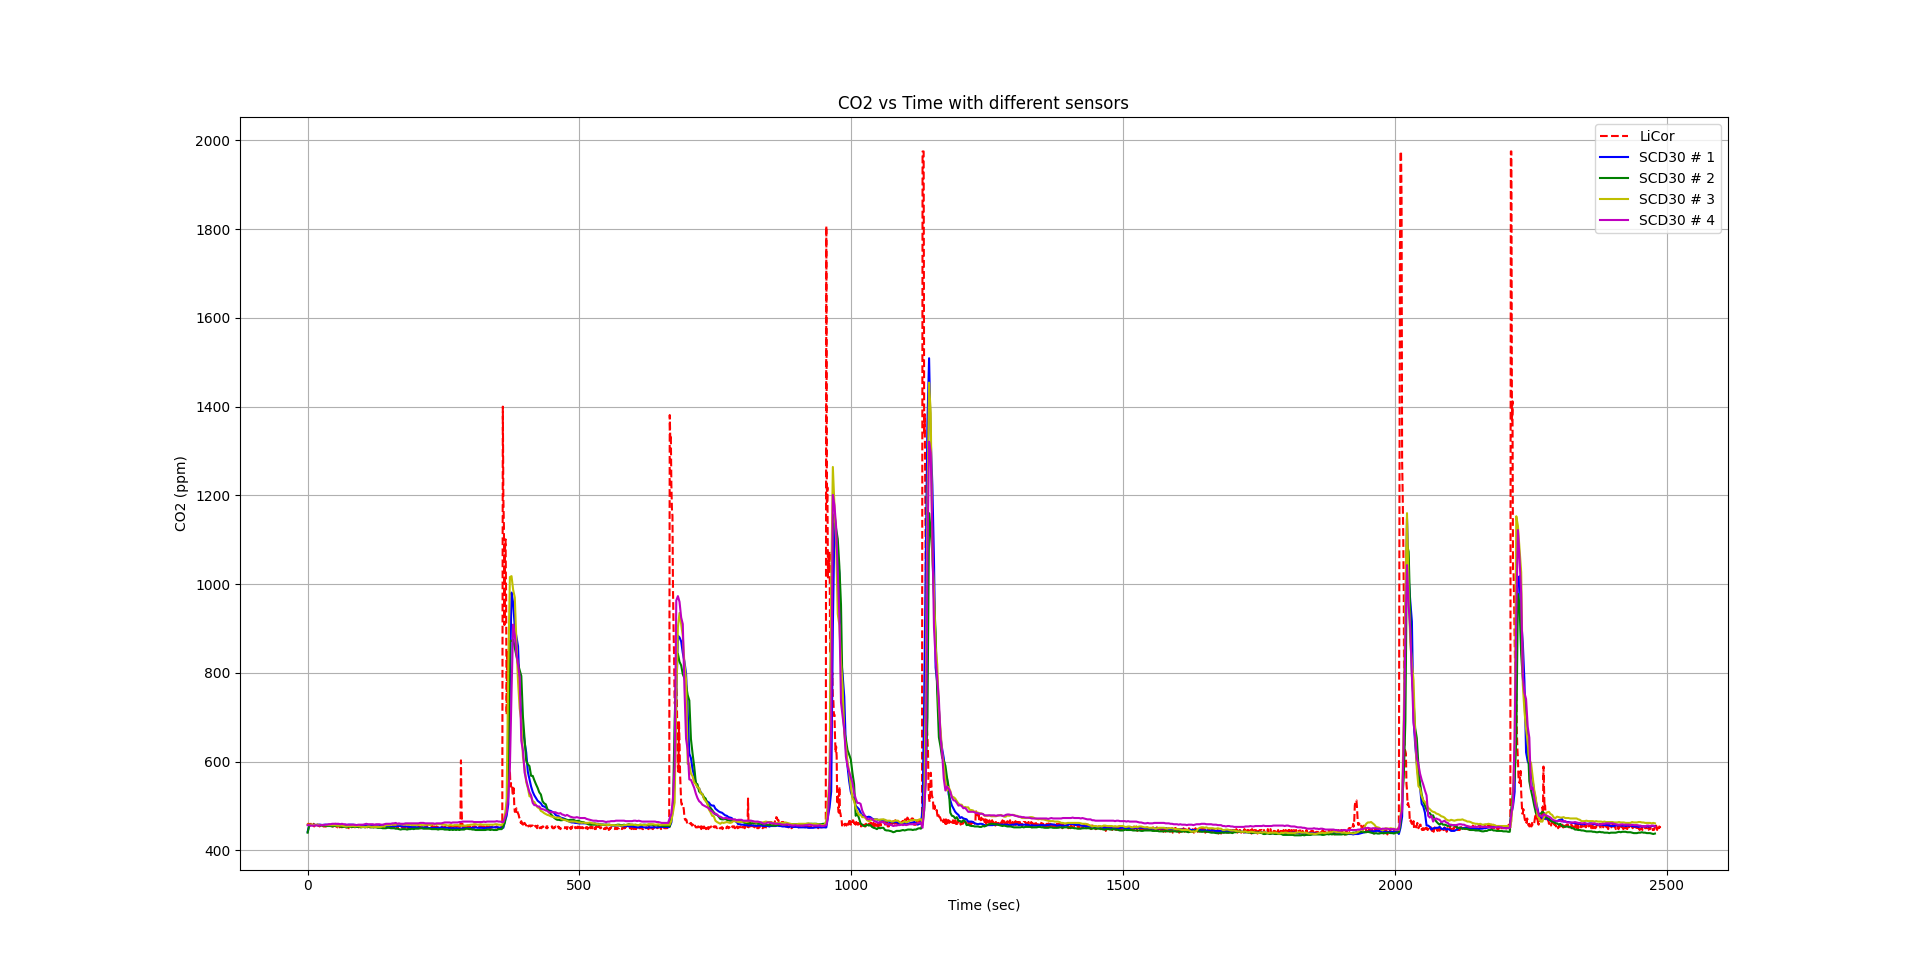 CO2 vs Time with different sensors
2000
1800
1600
1400
1200
1000
800
600
400
CO2 (ppm)
0
500
1000
1500
2000
2500
Time (sec)
LiCor
SCD30 # 1
SCD30 # 2
SCD30 # 3
SCD30 # 4